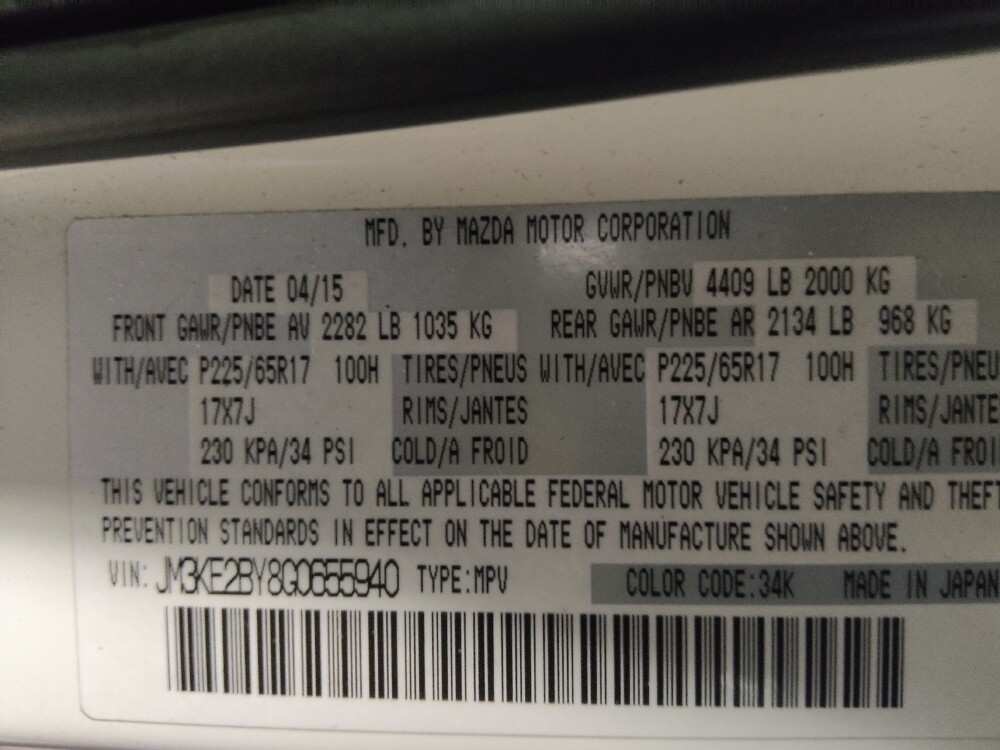 MFD. BY MAZDA MOTOR CORPORATION
DATE 04/15 GVWR/PNBV 4409 LB 2000 KG
FRONT GAWR/PNBE AV 2282 LB 1035 KG REAR GAWR/PNBE AR 2134 LB 968 KG
WITH/AVEC P225/65R17 100H TIRES/PNEUS WITH/AVEC P225/65R17 100H TIRES/PNEU
17X7J RIMS/JANTES 17X7J RIMS/JANTE
230 KPA/34 PSI COLD/A FROID 230 KPA/34 PSI COLD/A FROI
THIS VEHICLE CONFORMS TO ALL APPLICABLE FEDERAL MOTOR VEHICLE SAFETY AND THEFT
PREVENTION STANDARDS IN EFFECT ON THE DATE OF MANUFACTURE SHOWN ABOVE.
VIN: JM3KE2BY8G0655940 TYPE:MPV COLOR CODE:34K MADE IN JAPAN